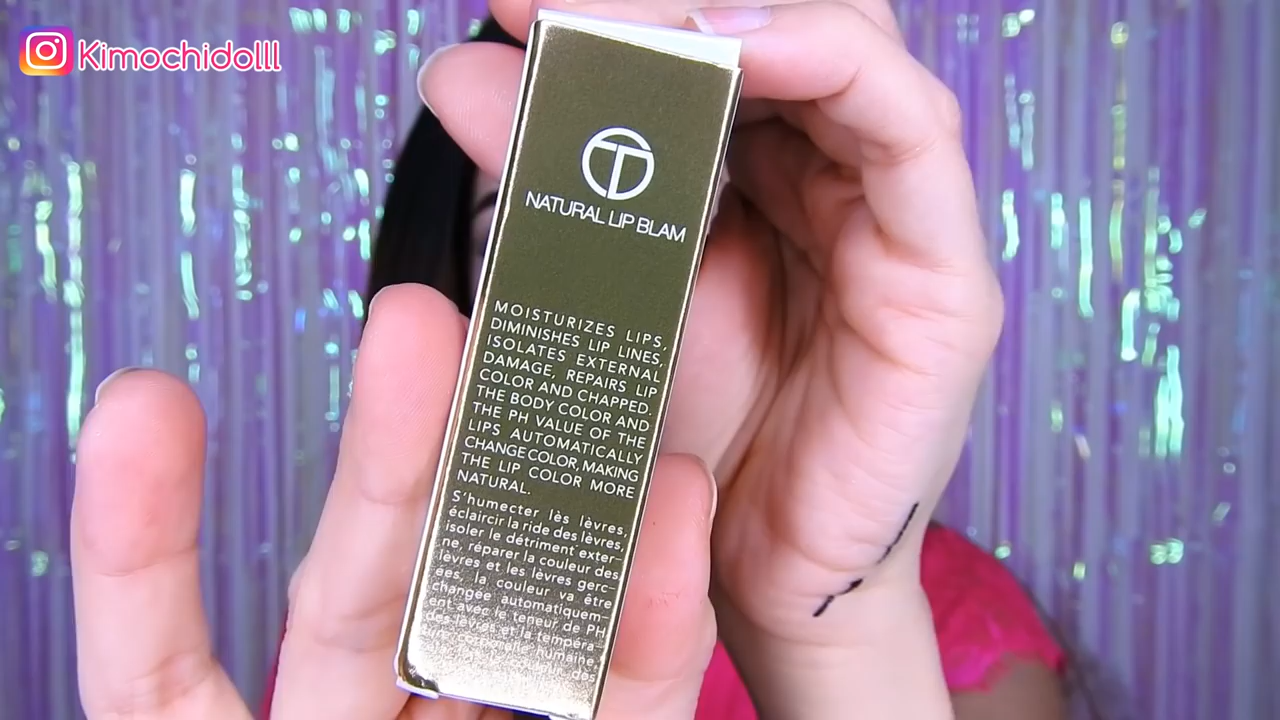 Kimochidolll
NATURAL LIP BLAM
MOISTURIZES LIPS,
DIMINISHES LIP LINES,
ISOLATES EXTERNAL
DAMAGE, REPAIRS LIP
COLOR AND CHAPPED.
THE BODY COLOR AND
THE PH VALUE OF THE
LIPS AUTOMATICALLY
CHANGE COLOR, MAKING
THE LIP COLOR MORE
NATURAL.
S'humecter lès lèvres,
éclaircir la ride des lèvres,
isoler le détriment exter-
ne, réparer la couleur des
lèvres et les lèvres gerc-
ées, la couleur va être
changée automatiquem-
ent avec le teneur de PH
des lèvres et la tempéra-
corporelle humaine.
des